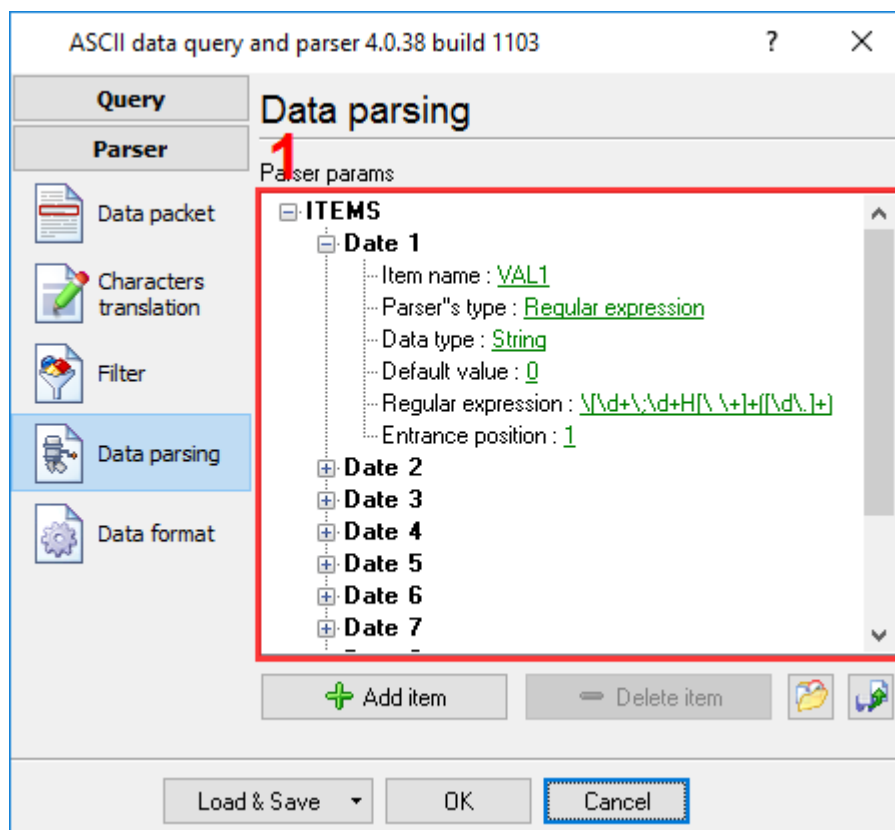 ASCII data query and parser 4.0.38 build 1103
Query
Parser
Data packet
Characters
translation
Filter
Data parsing
Data format
Data parsing
1
Parser params
ITEMS
Date 1
Item name : VAL1
Parser"s type : Regular expression
Data type : String
Default value : 0
Regular expression : \[\d+\;\d+H[\ \+]+([\d\.]+)
Entrance position : 1
Date 2
Date 3
Date 4
Date 5
Date 6
Date 7
Add item
Delete item
Load & Save
OK
Cancel